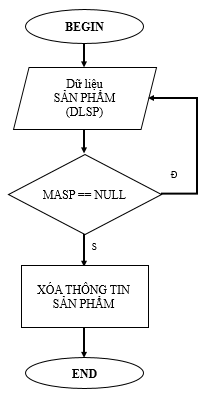 BEGIN
Dữ liệu
SẢN PHẨM
(DLSP)
MASP == NULL
Đ
S
XÓA THÔNG TIN
SẢN PHẨM
END